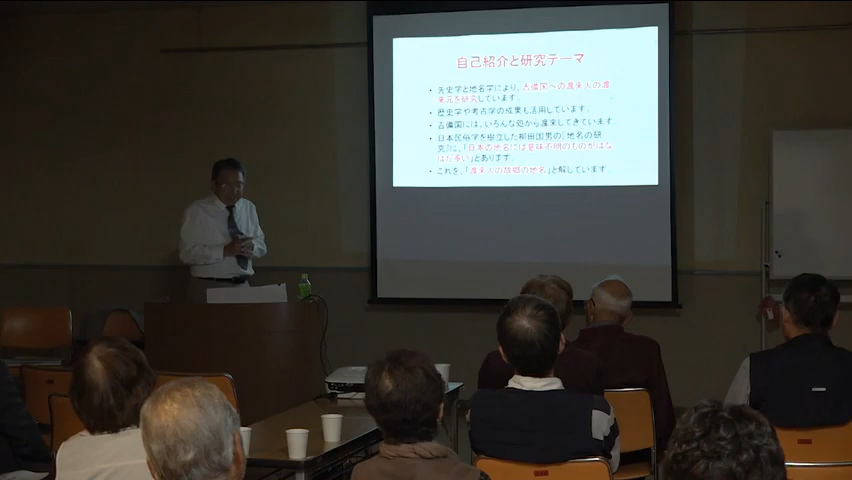 自己紹介と研究テーマ
・先史学と地名学により、吉備国への渡来人の渡
来元を研究しています。
・歴史学や考古学の成果も活用しています。
・吉備国には、いろんな処から渡来してきています。
・日本民俗学を樹立した柳田国男の『地名の研
究』に、「日本の地名には意味不明のものがはな
はだ多い」とあります。
・これを、「渡来人の故郷の地名」と解しています。